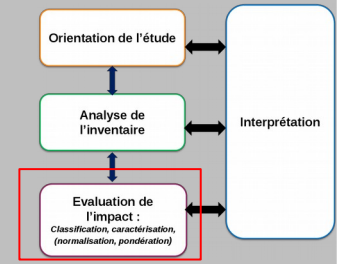 Orientation de l'étude
Analyse de
l'inventaire
Interprétation
Evaluation de
l'impact :
Classification, caractérisation,
(normalisation, pondération)